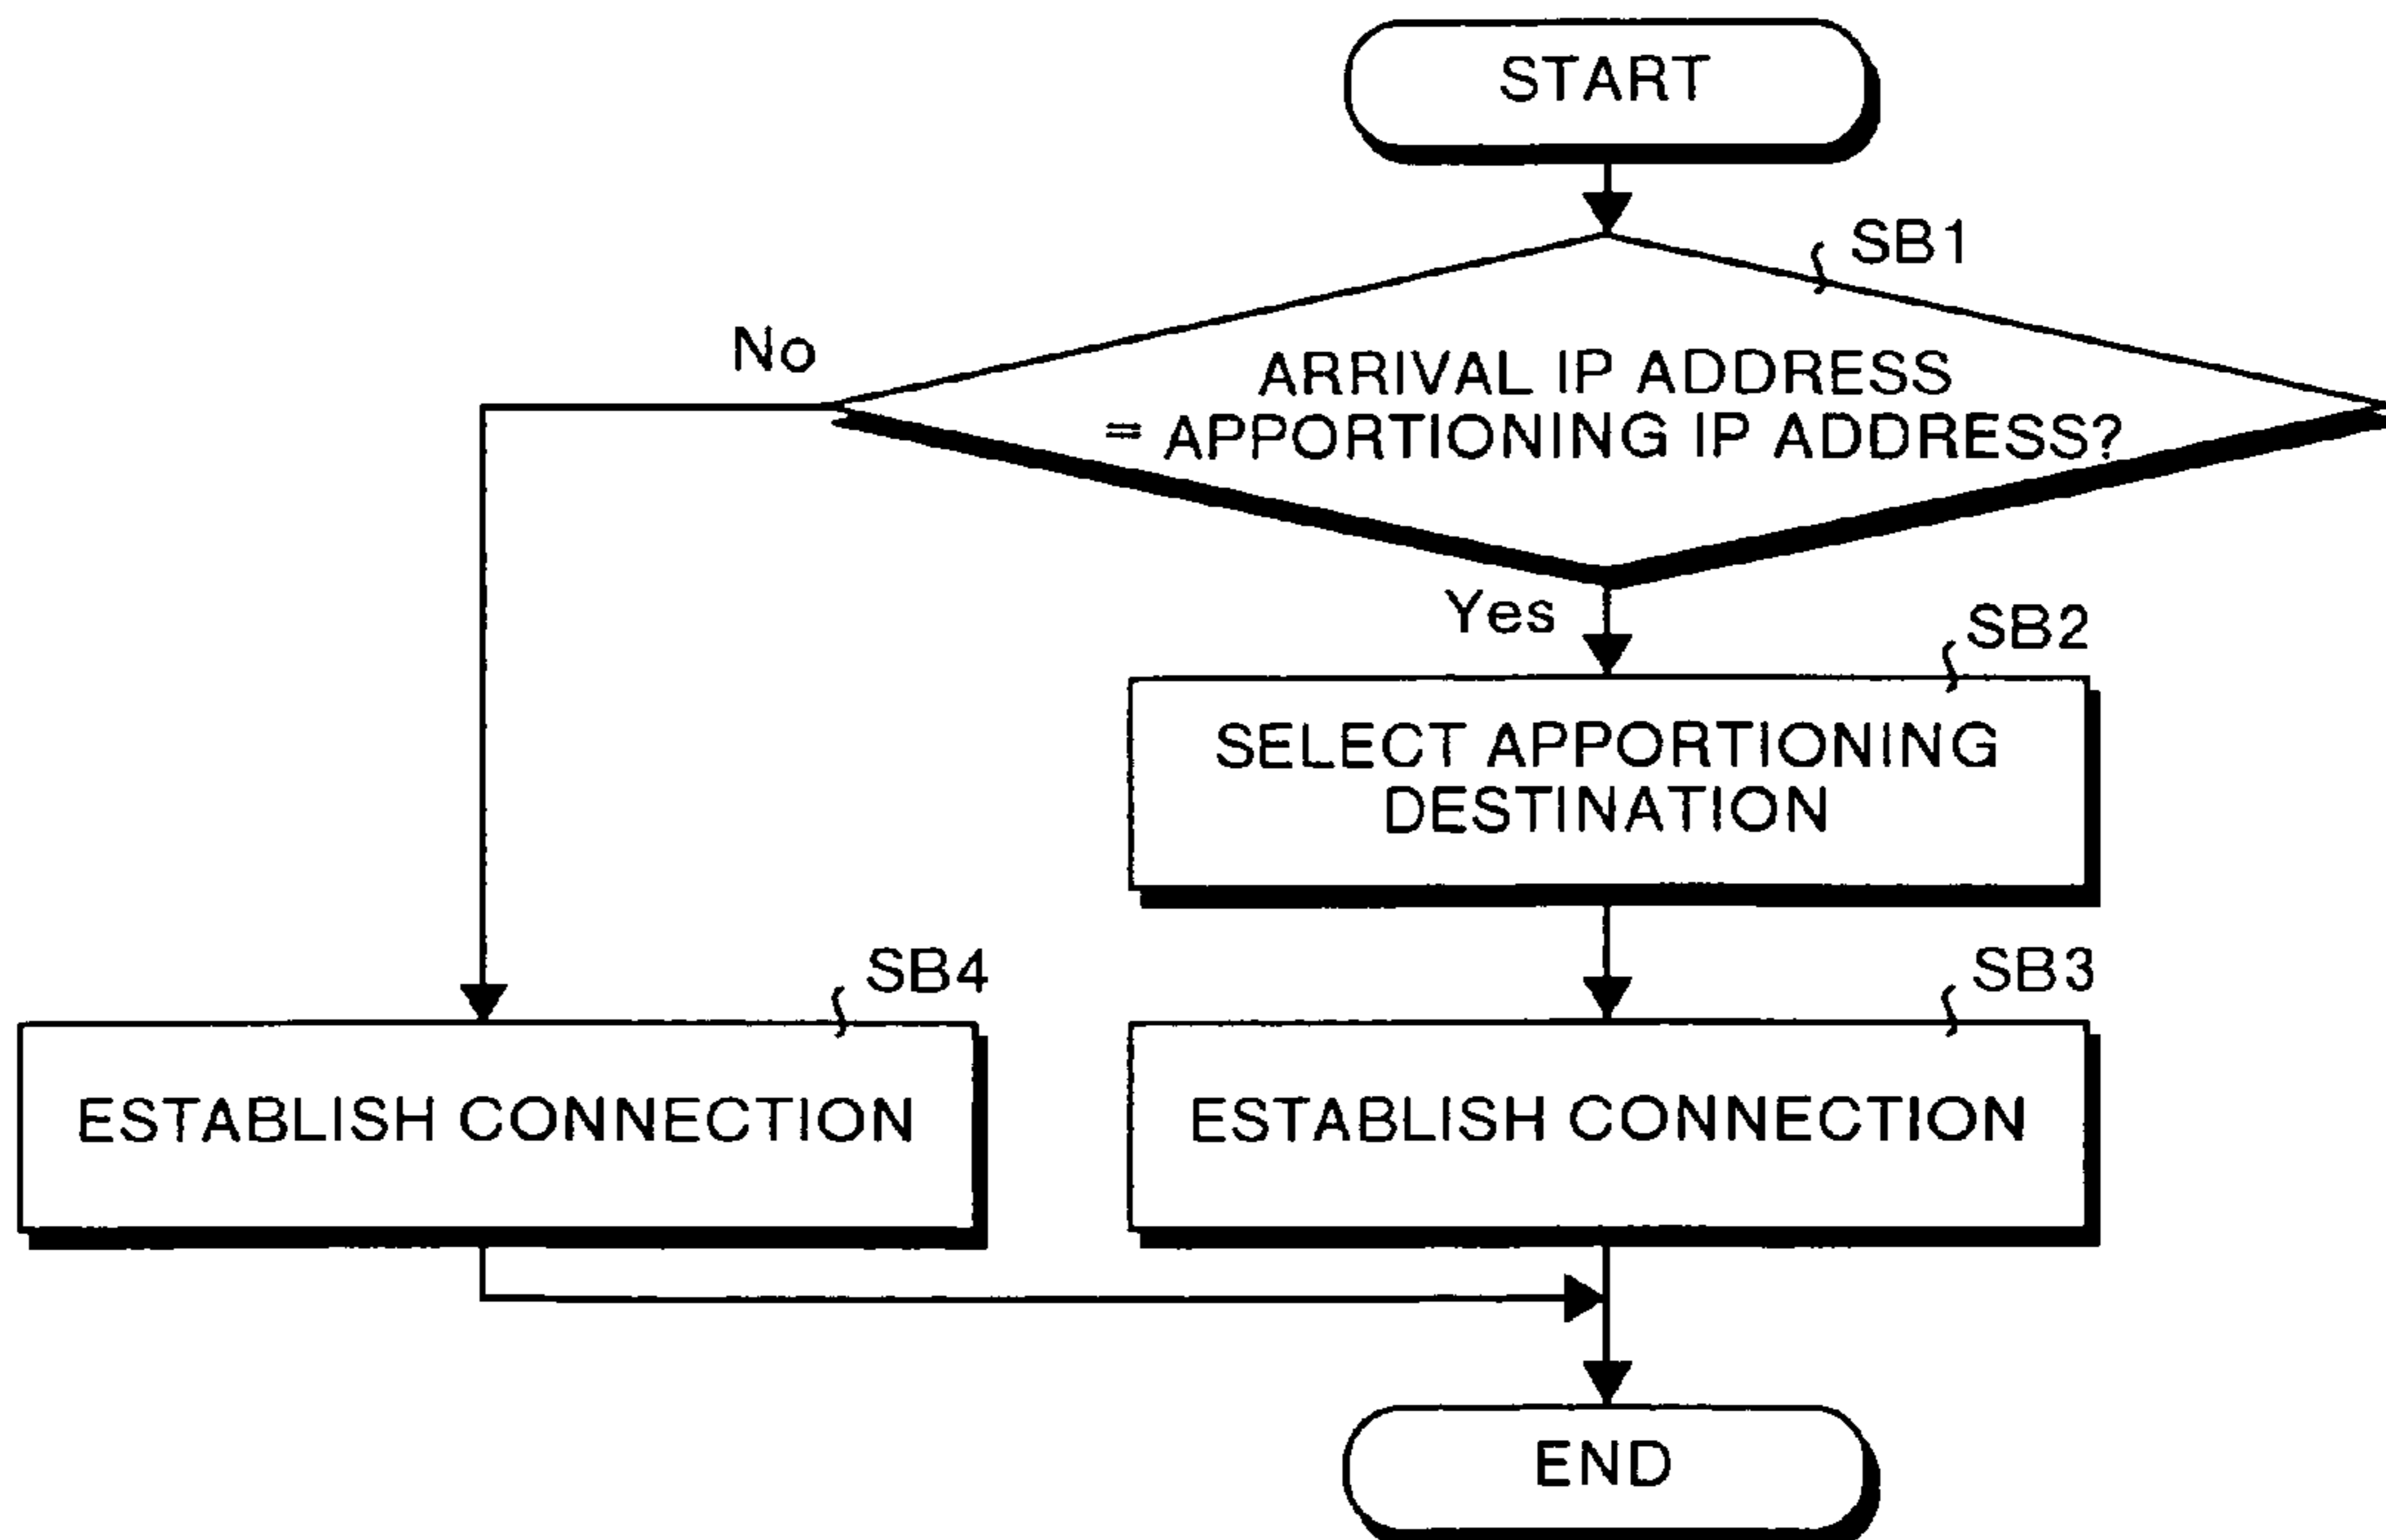 START
SB1
No
ARRIVAL IP ADDRESS
= APPORTIONING IP ADDRESS?
Yes
SB2
SELECT APPORTIONING
DESTINATION
SB4
SB3
ESTABLISH CONNECTION
ESTABLISH CONNECTION
END